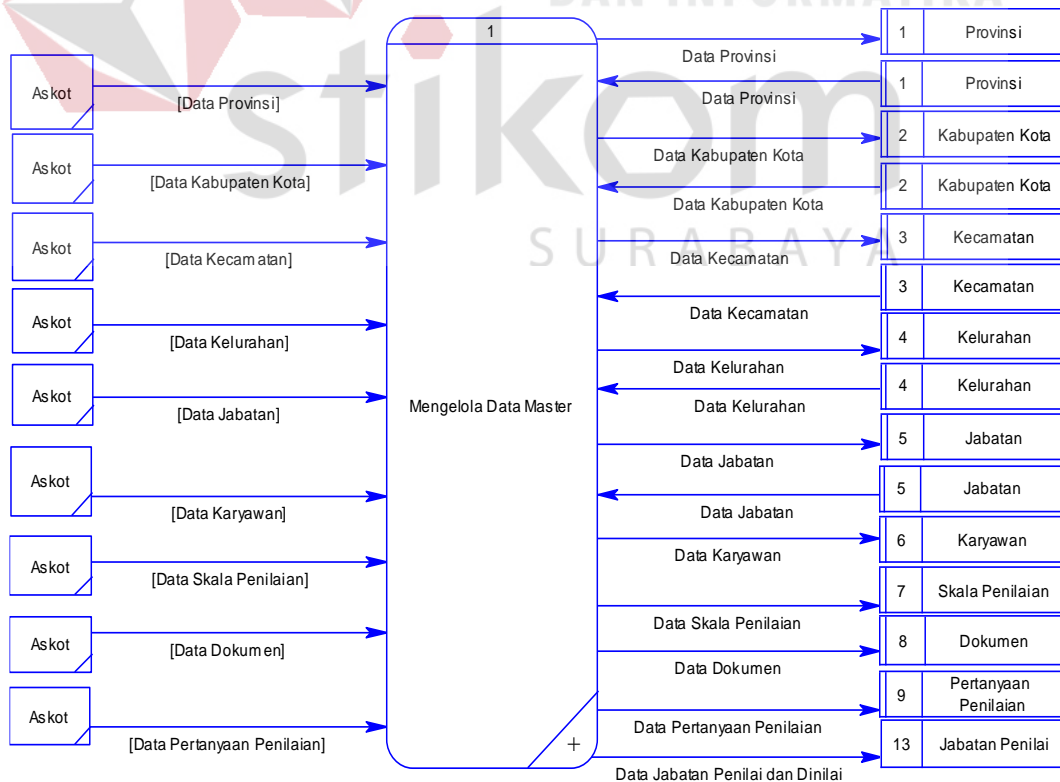 DAN INFORMATIKA
stikom
SURABAYA
Askot
[Data Provinsi]
Askot
[Data Kabupaten Kota]
Askot
[Data Kecamatan]
Askot
[Data Kelurahan]
Askot
[Data Jabatan]
Askot
[Data Karyawan]
Askot
[Data Skala Penilaian]
Askot
[Data Dokumen]
Askot
[Data Pertanyaan Penilaian]
1
Mengelola Data Master
+
Data Provinsi
1 Provinsi
Data Provinsi
1 Provinsi
Data Kabupaten Kota
2 Kabupaten Kota
Data Kabupaten Kota
2 Kabupaten Kota
Data Kecamatan
3 Kecamatan
Data Kecamatan
3 Kecamatan
Data Kelurahan
4 Kelurahan
Data Kelurahan
4 Kelurahan
Data Jabatan
5 Jabatan
Data Jabatan
5 Jabatan
Data Karyawan
6 Karyawan
Data Skala Penilaian
7 Skala Penilaian
Data Dokumen
8 Dokumen
Data Pertanyaan Penilaian
9 Pertanyaan
Penilaian
Data Jabatan Penilai dan Dinilai
13 Jabatan Penilai